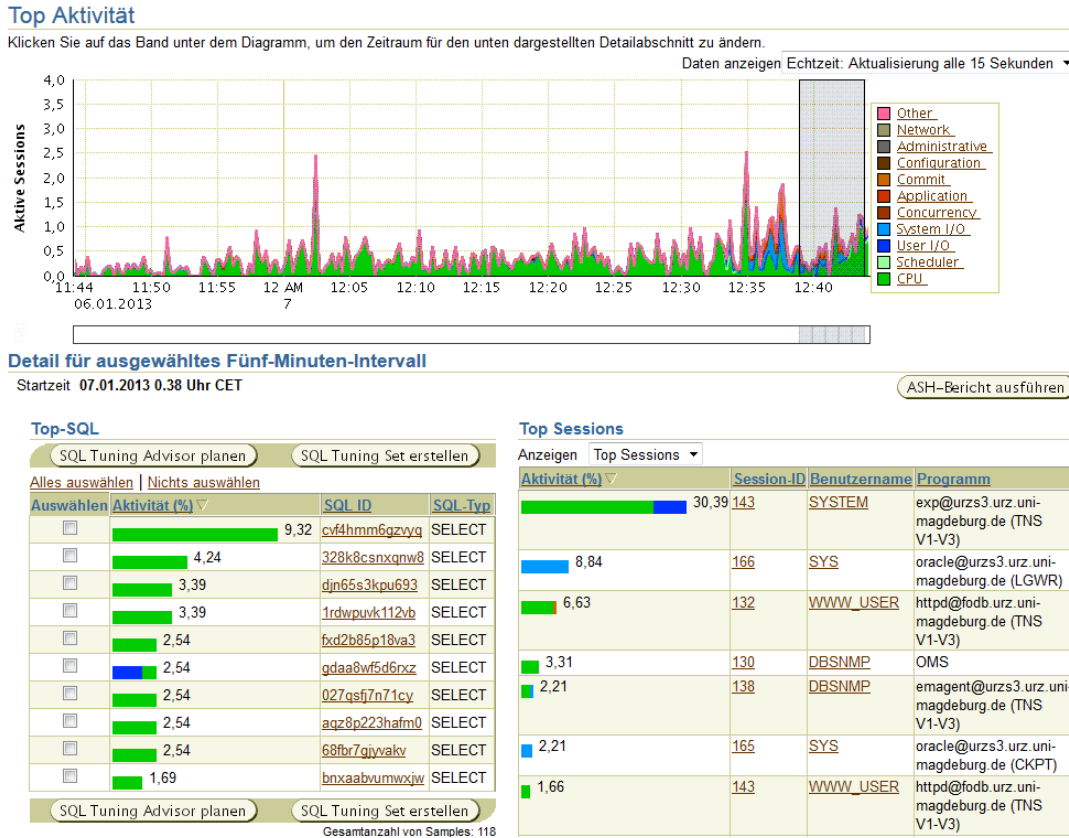 Top Aktivität
Klicken Sie auf das Band unter dem Diagramm, um den Zeitraum für den unten dargestellten Detailabschnitt zu ändern.
Daten anzeigen Echtzeit: Aktualisierung alle 15 Sekunden
Aktive Sessions
4,0
3,5
3,0
2,5
2,0
1,5
1,0
0,5
0,0
11:44 11:50 11:55 12 AM 12:05 12:10 12:15 12:20 12:25 12:30 12:35 12:40
06.01.2013 7
Other
Network
Administrative
Configuration
Commit
Application
Concurrency
System I/O
User I/O
Scheduler
CPU
Detail für ausgewähltes Fünf-Minuten-Intervall
Startzeit 07.01.2013 0.38 Uhr CET
ASH-Bericht ausführen
Top-SQL
SQL Tuning Advisor planen SQL Tuning Set erstellen
Alles auswählen | Nichts auswählen
Auswählen Aktivität (%) SQL ID SQL-Typ
9,32 cvf4hmm6gzvyq SELECT
4,24 328k8csnxqnw8 SELECT
3,39 djn65s3kpu693 SELECT
3,39 1rdwpuvk112vb SELECT
2,54 fxd2b85p18va3 SELECT
2,54 gdaa8wf5d6rxz SELECT
2,54 027qsfj7n71cy SELECT
2,54 aqz8p223hafm0 SELECT
2,54 68fbr7gjyvakv SELECT
1,69 bnxaabvumwxjw SELECT
SQL Tuning Advisor planen SQL Tuning Set erstellen
Gesamtanzahl von Samples: 118
Top Sessions
Anzeigen Top Sessions
Aktivität (%) Session-ID Benutzername Programm
30,39 143 SYSTEM exp@urzs3.urz.uni-
magdeburg.de (TNS
V1-V3)
8,84 166 SYS oracle@urzs3.urz.uni-
magdeburg.de (LGWR)
6,63 132 WWW_USER httpd@fodb.urz.uni-
magdeburg.de (TNS
V1-V3)
3,31 130 DBSNMP OMS
2,21 138 DBSNMP emagent@urzs3.urz.uni-
magdeburg.de (TNS
V1-V3)
2,21 165 SYS oracle@urzs3.urz.uni-
magdeburg.de (CKPT)
1,66 143 WWW_USER httpd@fodb.urz.uni-
magdeburg.de (TNS
V1-V3)